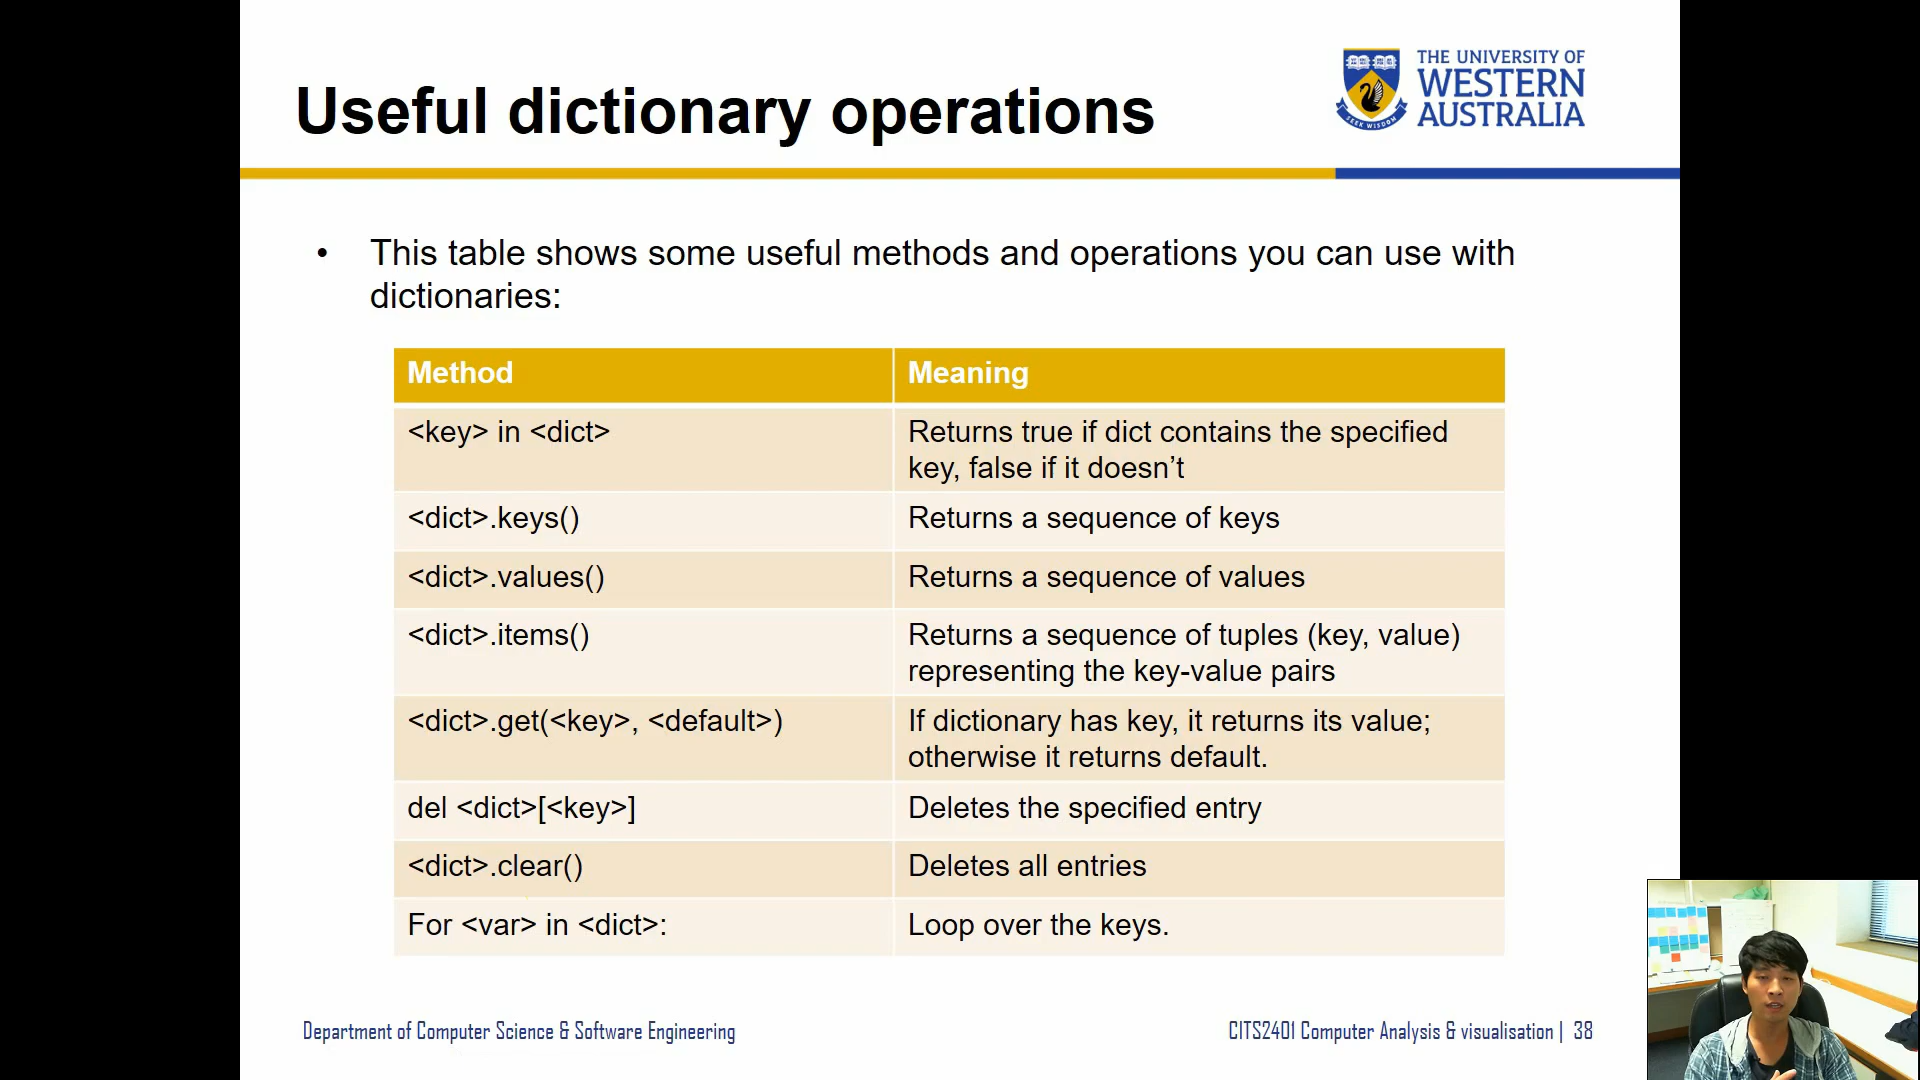 Useful dictionary operations
THE UNIVERSITY OF
WESTERN
AUSTRALIA
SEEK WISDOM
• This table shows some useful methods and operations you can use with
dictionaries:
Method Meaning
<key> in <dict> Returns true if dict contains the specified
key, false if it doesn’t
<dict>.keys() Returns a sequence of keys
<dict>.values() Returns a sequence of values
<dict>.items() Returns a sequence of tuples (key, value)
representing the key-value pairs
<dict>.get(<key>, <default>) If dictionary has key, it returns its value;
otherwise it returns default.
del <dict>[<key>] Deletes the specified entry
<dict>.clear() Deletes all entries
For <var> in <dict>: Loop over the keys.
Department of Computer Science & Software Engineering
CITS2401 Computer Analysis & visualisation | 38